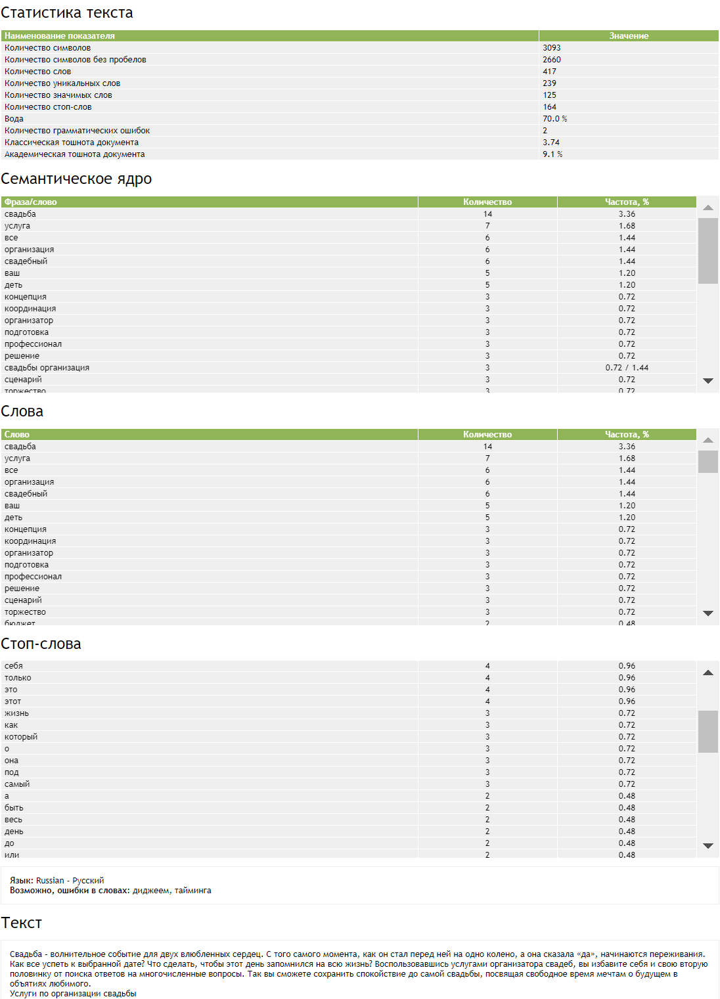 Статистика текста
Наименование показателя Значение
Количество символов 3093
Количество символов без пробелов 2660
Количество слов 417
Количество уникальных слов 239
Количество значимых слов 125
Количество стоп-слов 164
Вода 70.0 %
Количество грамматических ошибок 2
Классическая тошнота документа 3.74
Академическая тошнота документа 9.1 %
Семантическое ядро
Фраза/слово Количество Частота, %
свадьба 14 3.36
услуга 7 1.68
все 6 1.44
организация 6 1.44
свадебный 6 1.44
ваш 5 1.20
деть 5 1.20
концепция 3 0.72
координация 3 0.72
организатор 3 0.72
подготовка 3 0.72
профессионал 3 0.72
решение 3 0.72
свадьбы организация 3 0.72 / 1.44
сценарий 3 0.72
торжество 3 0.72
Слова
Слово Количество Частота, %
свадьба 14 3.36
услуга 7 1.68
все 6 1.44
организация 6 1.44
свадебный 6 1.44
ваш 5 1.20
деть 5 1.20
концепция 3 0.72
координация 3 0.72
организатор 3 0.72
подготовка 3 0.72
профессионал 3 0.72
решение 3 0.72
сценарий 3 0.72
торжество 3 0.72
бюджет 2 0.48
Стоп-слова
себя 4 0.96
только 4 0.96
это 4 0.96
этот 4 0.96
жизнь 3 0.72
как 3 0.72
который 3 0.72
о 3 0.72
она 3 0.72
под 3 0.72
самый 3 0.72
а 2 0.48
быть 2 0.48
весь 2 0.48
день 2 0.48
до 2 0.48
или 2 0.48
Язык: Russian - Русский
Возможно, ошибки в словах: диджеем, тайминга
Текст
Свадьба - волнительное событие для двух влюбленных сердец. С того самого момента, как он стал перед ней на одно колено, а она сказала «да», начинаются переживания.
Как все успеть к выбранной дате? Что сделать, чтобы этот день запомнился на всю жизнь? Воспользовавшись услугами организатора свадеб, вы избавите себя и свою вторую
половинку от поиска ответов на многочисленные вопросы. Так вы сможете сохранить спокойствие до самой свадьбы, посвящая свободное время мечтам о будущем в
объятиях любимого.
Услуги по организации свадьбы